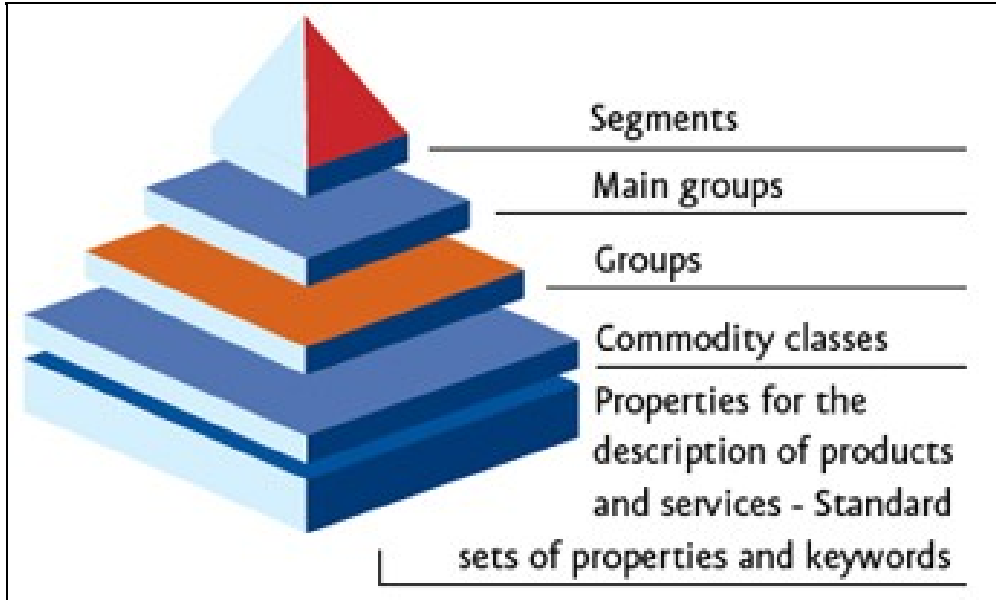 Segments
Main groups
Groups
Commodity classes
Properties for the
description of products
and services - Standard
sets of properties and keywords